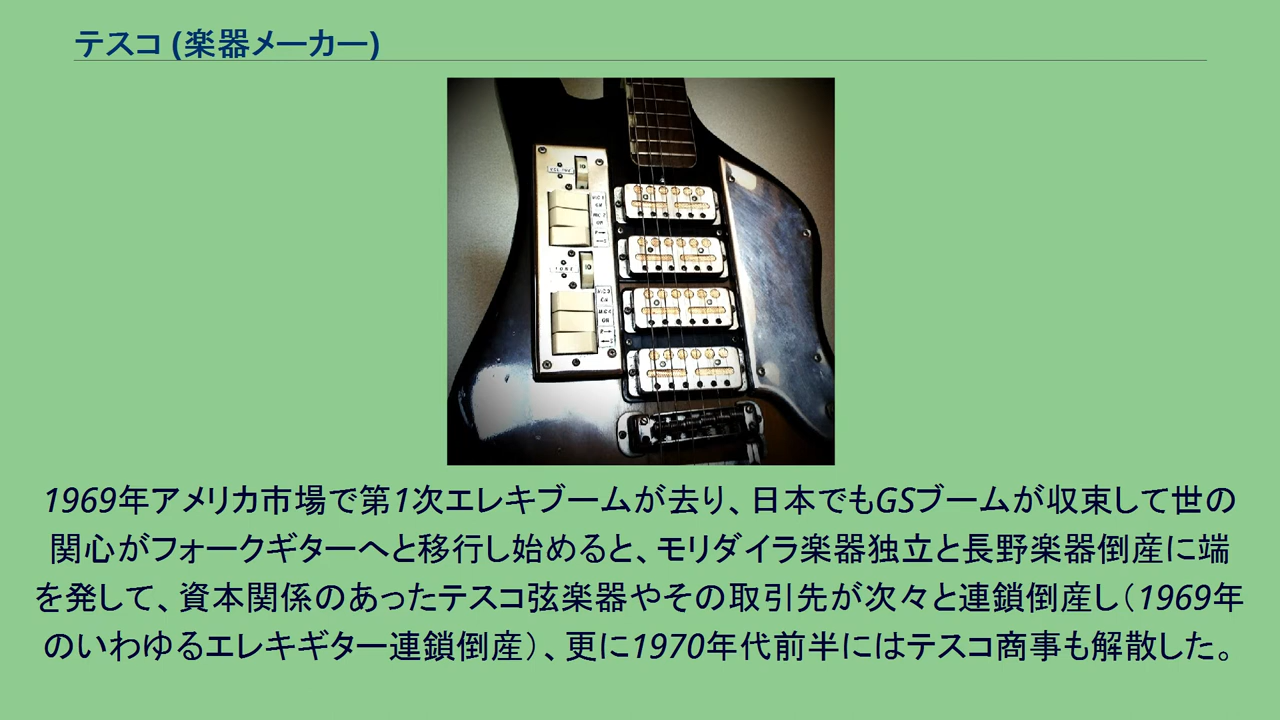 テスコ (楽器メーカー)
1969年アメリカ市場で第1次エレキブームが去り、日本でもGSブームが収束して世の
関心がフォークギターへと移行し始めると、モリダイラ楽器独立と長野楽器倒産に端
を発して、資本関係のあったテスコ弦楽器やその取引先が次々と連鎖倒産し（1969年
のいわゆるエレキギター連鎖倒産）、更に1970年代前半にはテスコ商事も解散した。